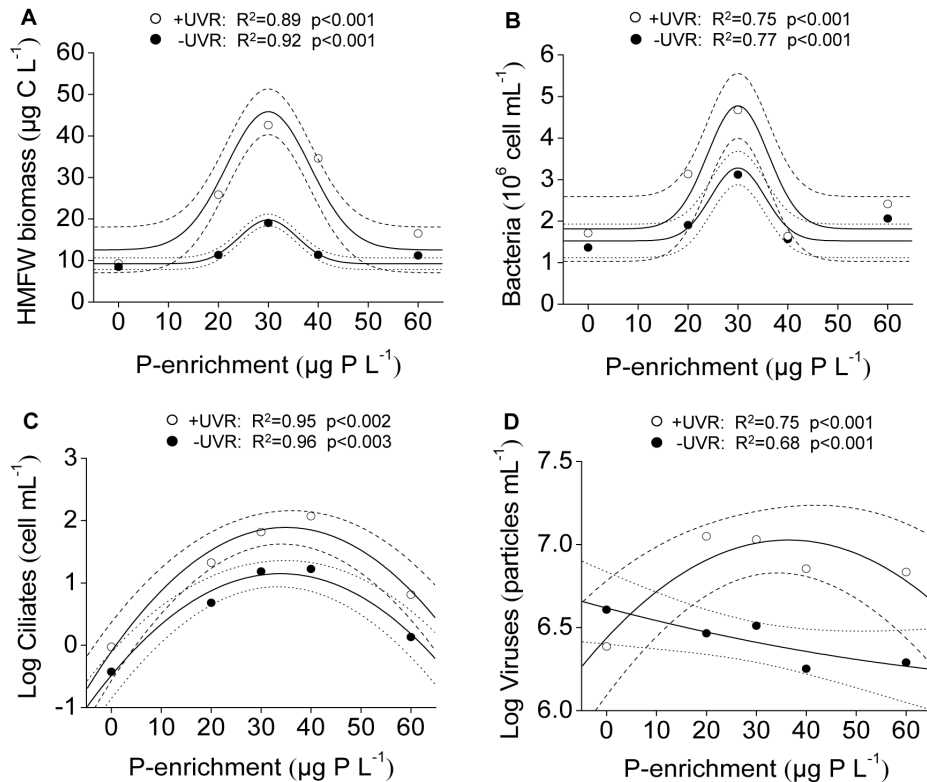 A
○ +UVR: R²=0.89 p<0.001
● -UVR: R²=0.92 p<0.001
HMFW biomass (µg C L⁻¹)
60
50
40
30
20
10
0
0 10 20 30 40 50 60
P-enrichment (µg P L⁻¹)
B
○ +UVR: R²=0.75 p<0.001
● -UVR: R²=0.77 p<0.001
Bacteria (10⁶ cell mL⁻¹)
6
5
4
3
2
1
0
0 10 20 30 40 50 60
P-enrichment (µg P L⁻¹)
C
○ +UVR: R²=0.95 p<0.002
● -UVR: R²=0.96 p<0.003
Log Ciliates (cell mL⁻¹)
3
2
1
0
-1
0 10 20 30 40 50 60
P-enrichment (µg P L⁻¹)
D
○ +UVR: R²=0.75 p<0.001
● -UVR: R²=0.68 p<0.001
Log Viruses (particles mL⁻¹)
7.5
7.0
6.5
6.0
0 10 20 30 40 50 60
P-enrichment (µg P L⁻¹)